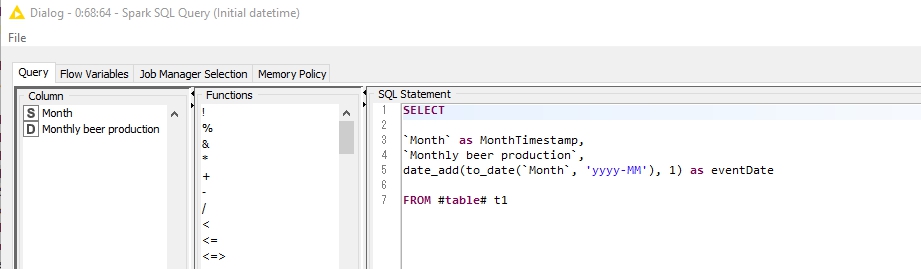 Dialog - 0:68:64 - Spark SQL Query (Initial datetime)
File
Query Flow Variables Job Manager Selection Memory Policy
Column
S Month
D Monthly beer production
Functions
!
%
&
*
+
-
/
<
<=
<=>
SQL Statement
1 SELECT
2
3 `Month` as MonthTimestamp,
4 `Monthly beer production`,
5 date_add(to_date(`Month`, 'yyyy-MM'), 1) as eventDate
6
7 FROM #table# t1